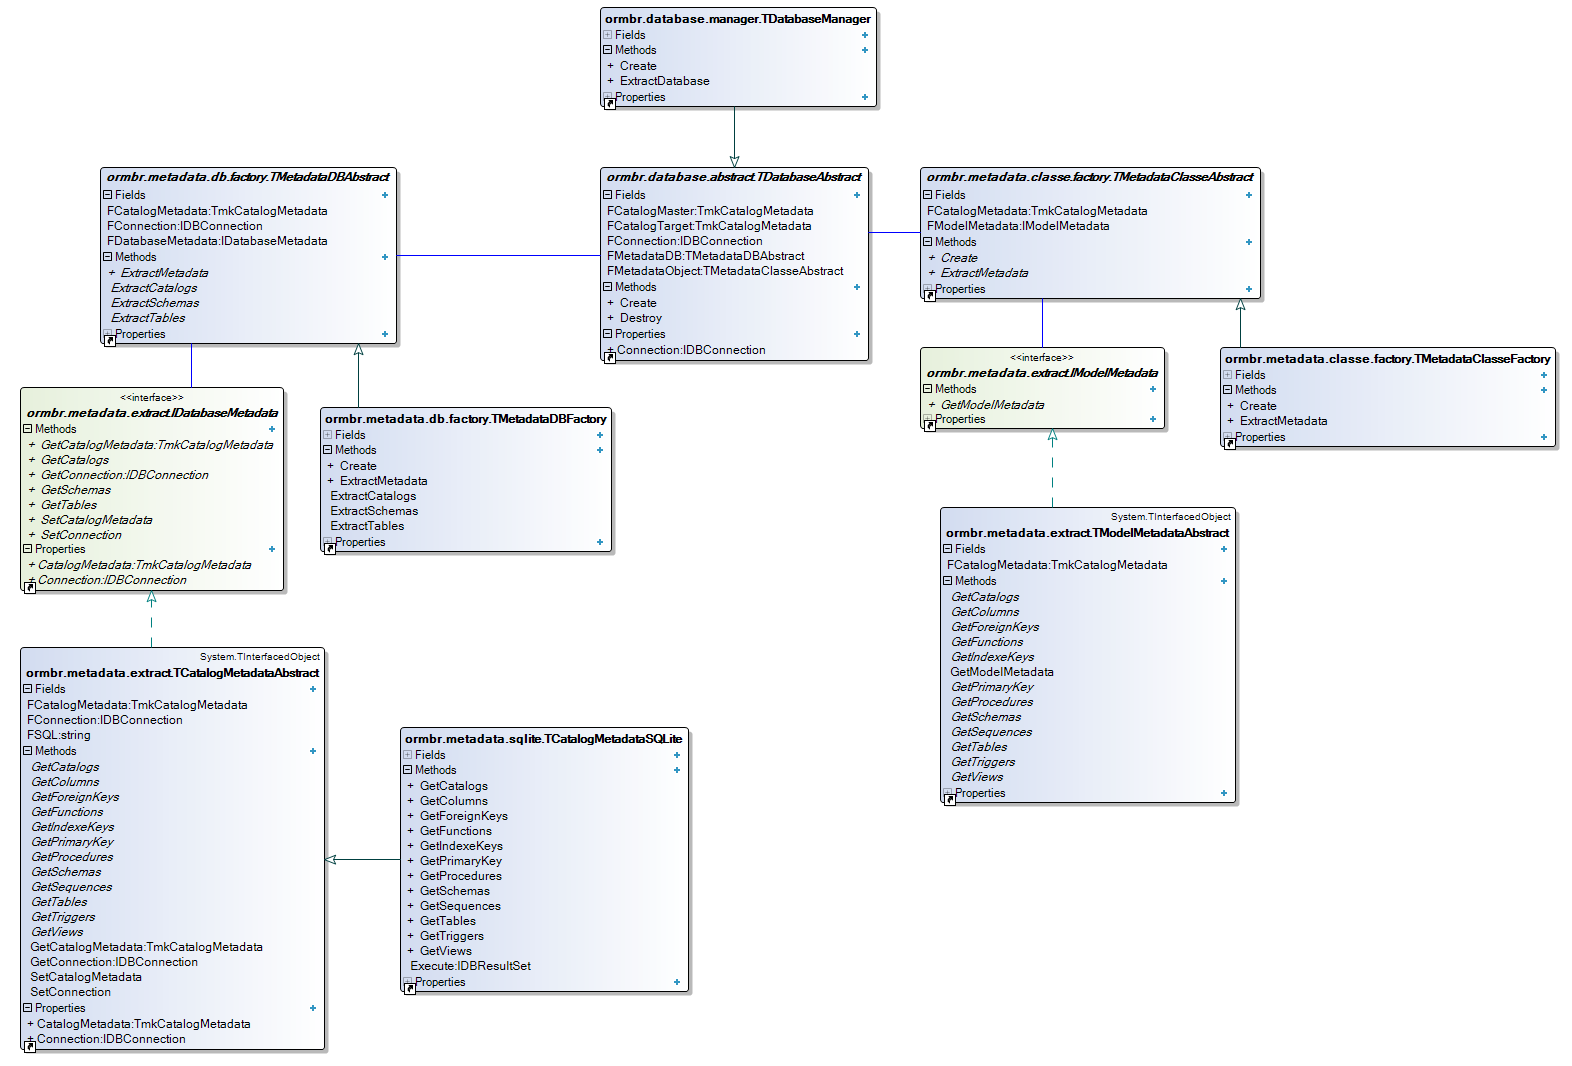 ormbr.database.manager.TDatabaseManager
Fields
Methods
+ Create
+ ExtractDatabase
Properties
ormbr.metadata.db.factory.TMetadataDBAbstract
Fields
FCatalogMetadata:TmkCatalogMetadata
FConnection:IDBConnection
FDatabaseMetadata:IDatabaseMetadata
Methods
+ ExtractMetadata
ExtractCatalogs
ExtractSchemas
ExtractTables
Properties
ormbr.database.abstract.TDatabaseAbstract
Fields
FCatalogMaster:TmkCatalogMetadata
FCatalogTarget:TmkCatalogMetadata
FConnection:IDBConnection
FMetadataDB:TMetadataDBAbstract
FMetadataObject:TMetadataClasseAbstract
Methods
+ Create
+ Destroy
Properties
+Connection:IDBConnection
ormbr.metadata.classe.factory.TMetadataClasseAbstract
Fields
FCatalogMetadata:TmkCatalogMetadata
FModelMetadata:IModelMetadata
Methods
+ Create
+ ExtractMetadata
Properties
<<interface>>
ormbr.metadata.extract.IDatabaseMetadata
Methods
+ GetCatalogMetadata:TmkCatalogMetadata
+ GetCatalogs
+ GetConnection:IDBConnection
+ GetSchemas
+ GetTables
+ SetCatalogMetadata
+ SetConnection
Properties
+CatalogMetadata:TmkCatalogMetadata
+Connection:IDBConnection
ormbr.metadata.db.factory.TMetadataDBFactory
Fields
Methods
+ Create
+ ExtractMetadata
ExtractCatalogs
ExtractSchemas
ExtractTables
Properties
<<interface>>
ormbr.metadata.extract.IModelMetadata
Methods
+ GetModelMetadata
Properties
ormbr.metadata.classe.factory.TMetadataClasseFactory
Fields
Methods
+ Create
+ ExtractMetadata
Properties
System.TInterfacedObject
ormbr.metadata.extract.TModelMetadataAbstract
Fields
FCatalogMetadata:TmkCatalogMetadata
Methods
GetCatalogs
GetColumns
GetForeignKeys
GetFunctions
GetIndexeKeys
GetModelMetadata
GetPrimaryKey
GetProcedures
GetSchemas
GetSequences
GetTables
GetTriggers
GetViews
Properties
System.TInterfacedObject
ormbr.metadata.extract.TCatalogMetadataAbstract
Fields
FCatalogMetadata:TmkCatalogMetadata
FConnection:IDBConnection
FSQL:string
Methods
GetCatalogs
GetColumns
GetForeignKeys
GetFunctions
GetIndexeKeys
GetPrimaryKey
GetProcedures
GetSchemas
GetSequences
GetTables
GetTriggers
GetViews
GetCatalogMetadata:TmkCatalogMetadata
GetConnection:IDBConnection
SetCatalogMetadata
SetConnection
Properties
+CatalogMetadata:TmkCatalogMetadata
+Connection:IDBConnection
ormbr.metadata.sqlite.TCatalogMetadataSQLite
Fields
Methods
+ GetCatalogs
+ GetColumns
+ GetForeignKeys
+ GetFunctions
+ GetIndexeKeys
+ GetPrimaryKey
+ GetProcedures
+ GetSchemas
+ GetSequences
+ GetTables
+ GetTriggers
+ GetViews
Execute:IDBResultSet
Properties